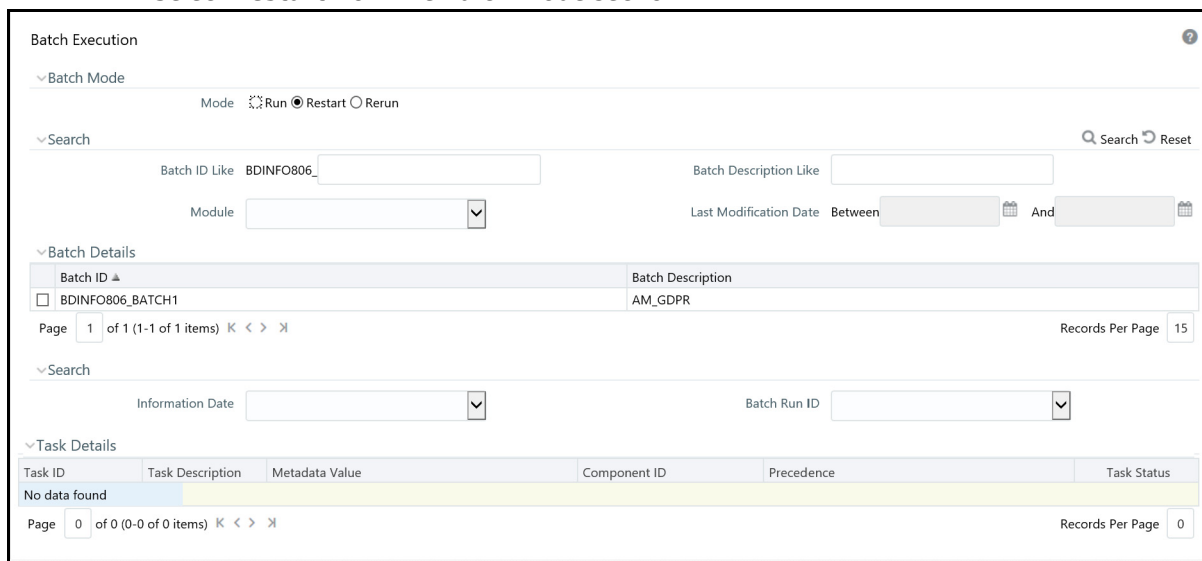 Batch Execution
Batch Mode
Mode Run Restart Rerun
Search Search Reset
Batch ID Like BDINFO806_ Batch Description Like
Module Last Modification Date Between And
Batch Details
Batch ID Batch Description
BDINFO806_BATCH1 AM_GDPR
Page 1 of 1 (1-1 of 1 items) Records Per Page 15
Search
Information Date Batch Run ID
Task Details
Task ID Task Description Metadata Value Component ID Precedence Task Status
No data found
Page 0 of 0 (0-0 of 0 items) Records Per Page 0